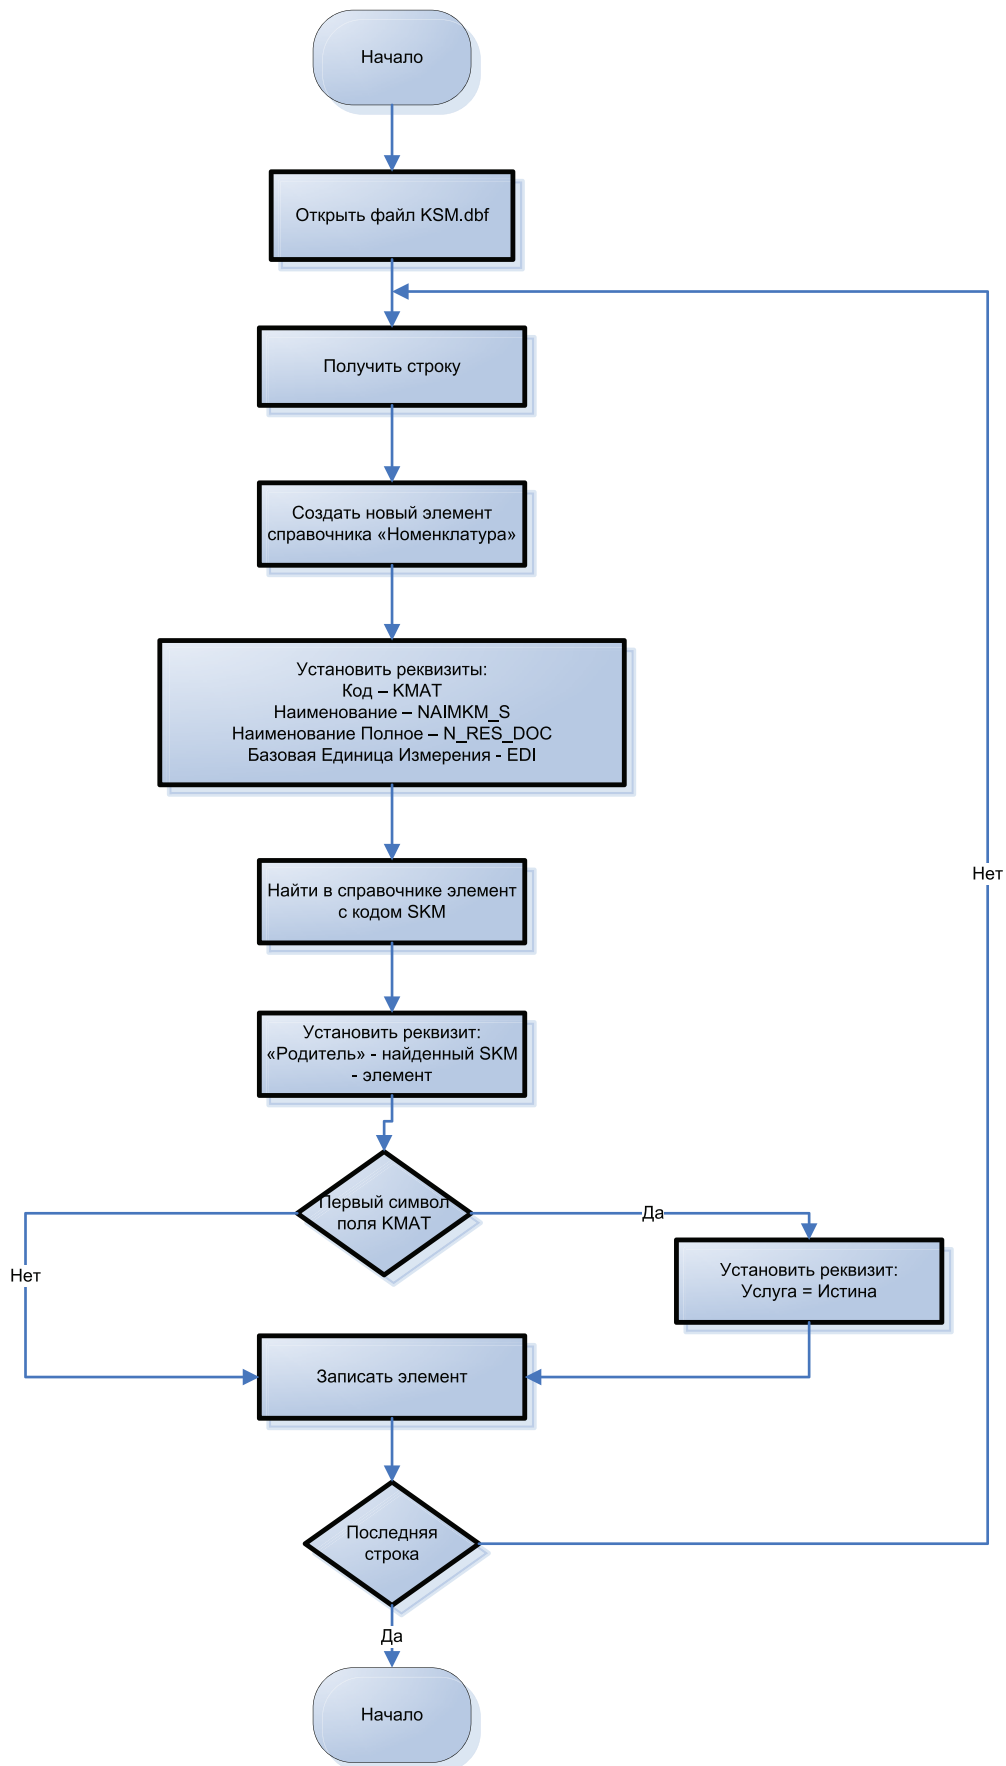 Начало
Открыть файл KSM.dbf
Получить строку
Создать новый элемент
справочника «Номенклатура»
Установить реквизиты:
Код – KMAT
Наименование – NAIMKM_S
Наименование Полное – N_RES_DOC
Базовая Единица Измерения - EDI
Найти в справочнике элемент
с кодом SKM
Нет
Установить реквизит:
«Родитель» - найденный SKM
- элемент
Первый символ
поля KMAT
Да
Нет
Установить реквизит:
Услуга = Истина
Записать элемент
Последняя
строка
Да
Начало